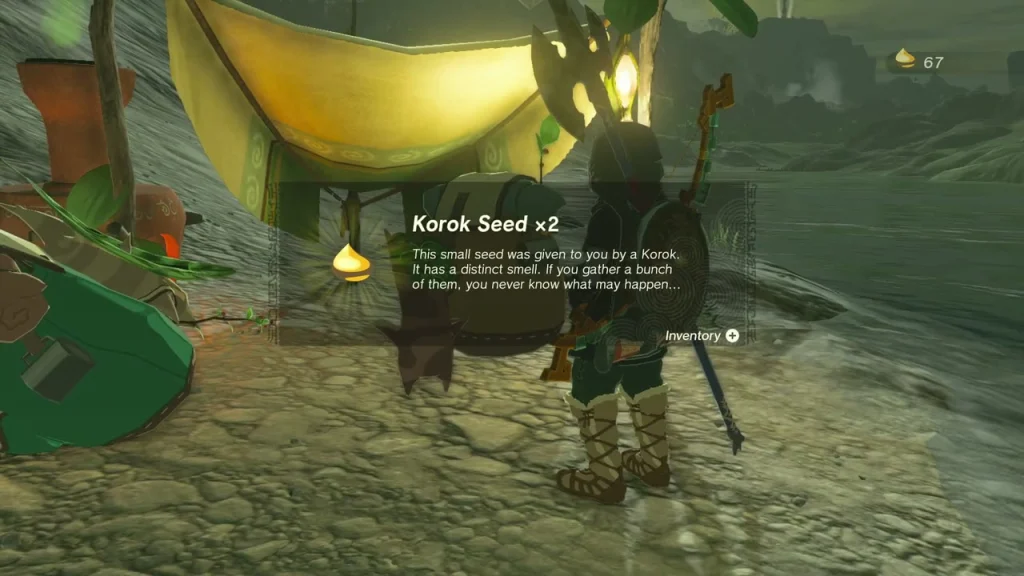 67
Korok Seed ×2
This small seed was given to you by a Korok.
It has a distinct smell. If you gather a bunch
of them, you never know what may happen...
Inventory